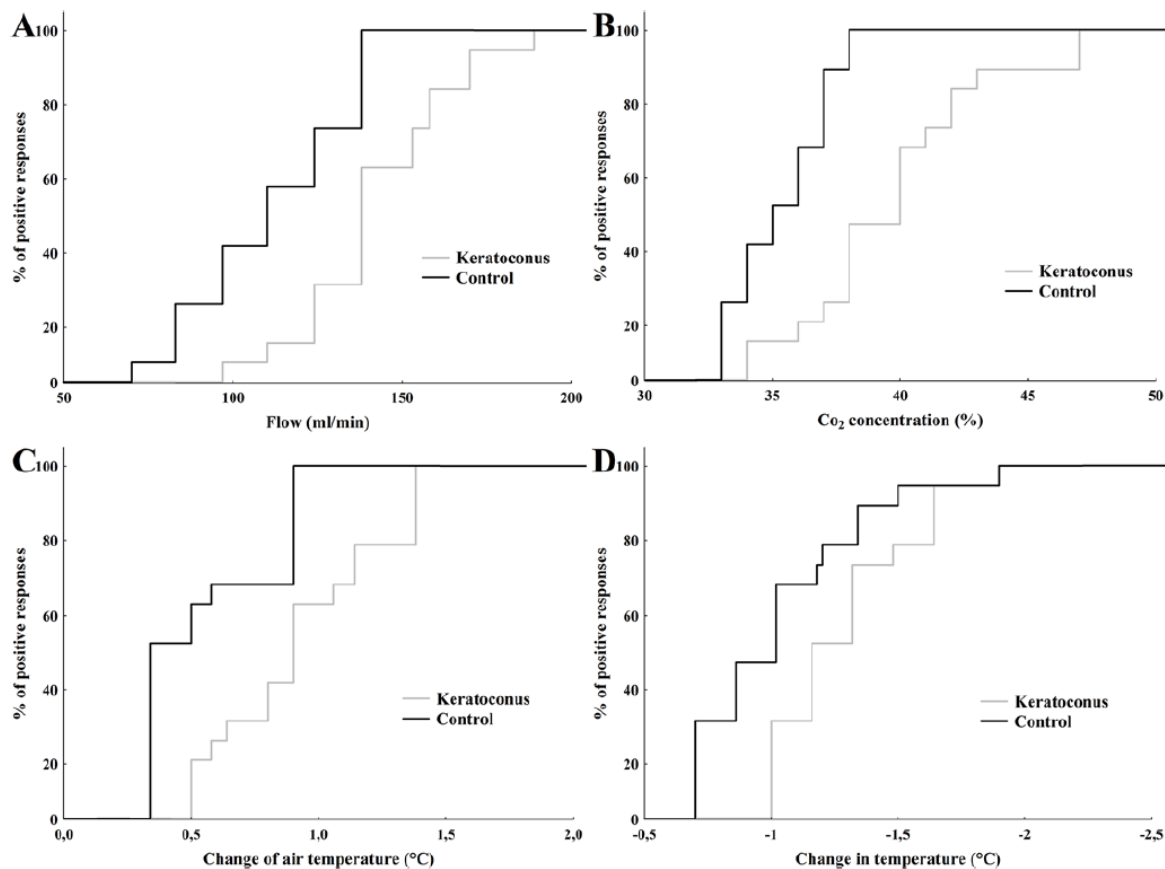 A
100
80
60
40
20
0
% of positive responses
Keratoconus
Control
50
100
150
200
Flow (ml/min)
B
100
80
60
40
20
0
% of positive responses
Keratoconus
Control
30
35
40
45
50
Co₂ concentration (%)
C
100
80
60
40
20
0
% of positive responses
Keratoconus
Control
0,0
0,5
1,0
1,5
2,0
Change of air temperature (°C)
D
100
80
60
40
20
0
% of positive responses
Keratoconus
Control
-0,5
-1
-1,5
-2
-2,5
Change in temperature (°C)